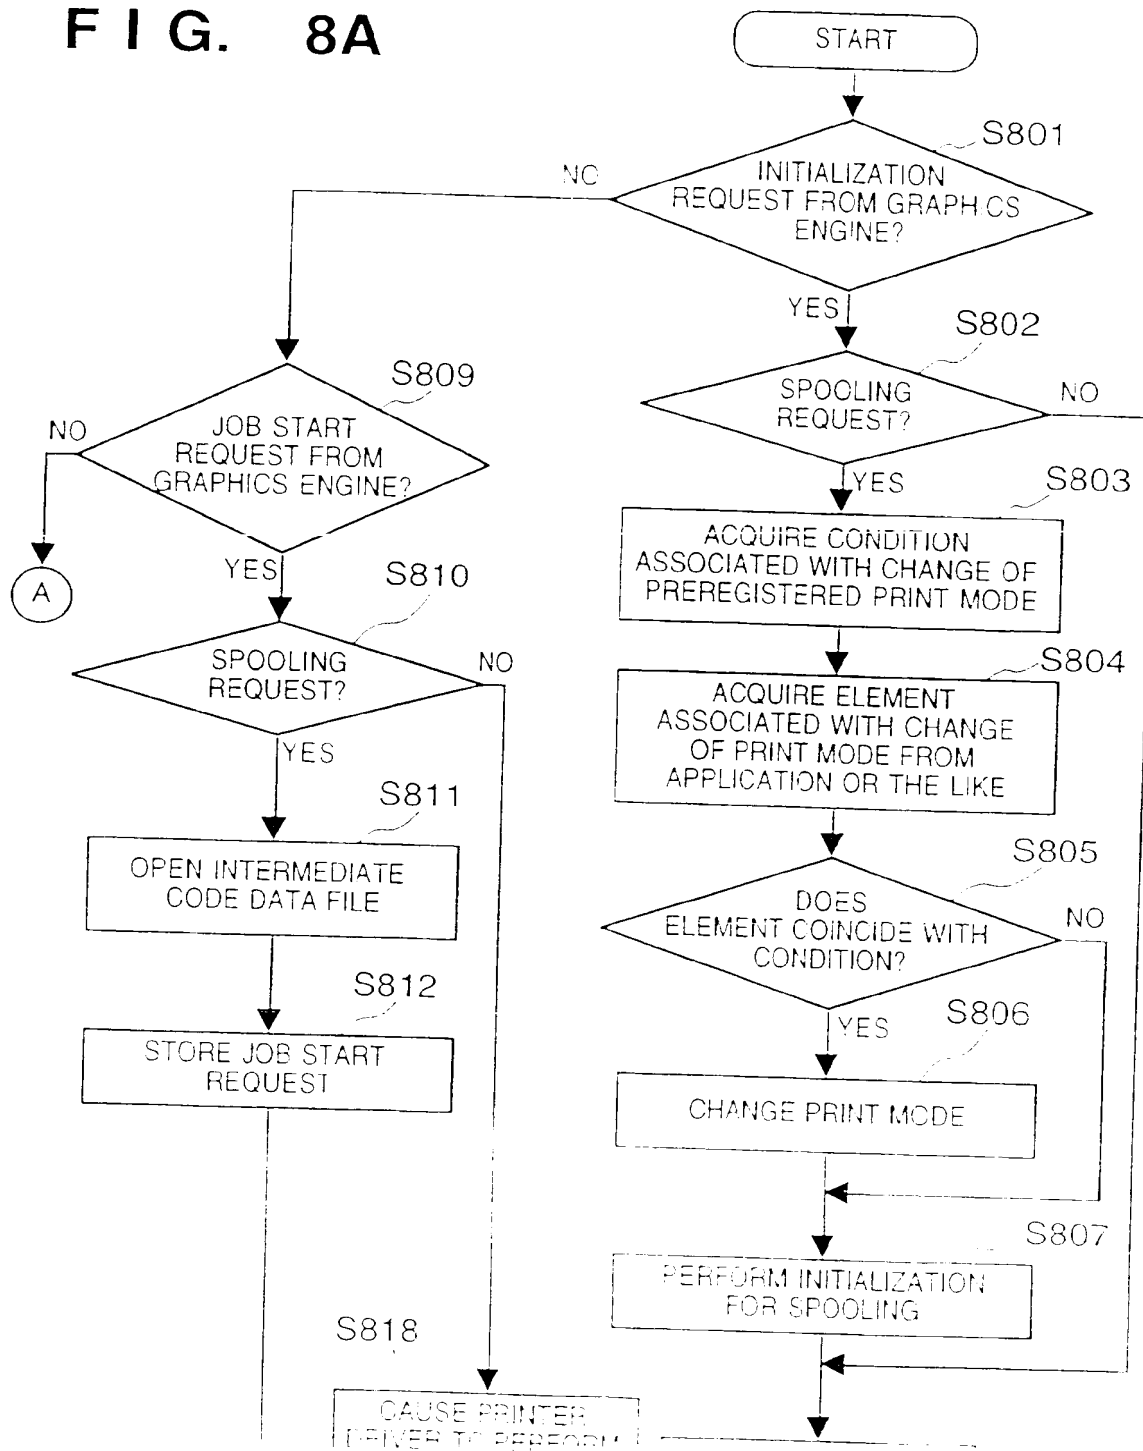 FIG. 8A
START
S801
INITIALIZATION
REQUEST FROM GRAPHICS
ENGINE?
NO
YES
S802
SPOOLING
REQUEST?
NO
YES
S803
ACQUIRE CONDITION
ASSOCIATED WITH CHANGE OF
PREREGISTERED PRINT MODE
S804
ACQUIRE ELEMENT
ASSOCIATED WITH CHANGE
OF PRINT MODE FROM
APPLICATION OR THE LIKE
S805
DOES
ELEMENT COINCIDE WITH
CONDITION?
NO
YES
S806
CHANGE PRINT MODE
S807
PERFORM INITIALIZATION
FOR SPOOLING
S809
JOB START
REQUEST FROM
GRAPHICS ENGINE?
NO
A
YES
S810
SPOOLING
REQUEST?
NO
YES
S811
OPEN INTERMEDIATE
CODE DATA FILE
S812
STORE JOB START
REQUEST
S818
CAUSE PRINTER
DRIVER TO PERFORM